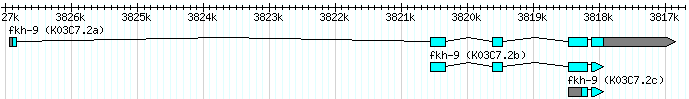 27k 3826k 3825k 3824k 3823k 3822k 3821k 3820k 3819k 3818k 3817k
fkh-9 (K03C7.2a)
fkh-9 (K03C7.2b)
fkh-9 (K03C7.2c)